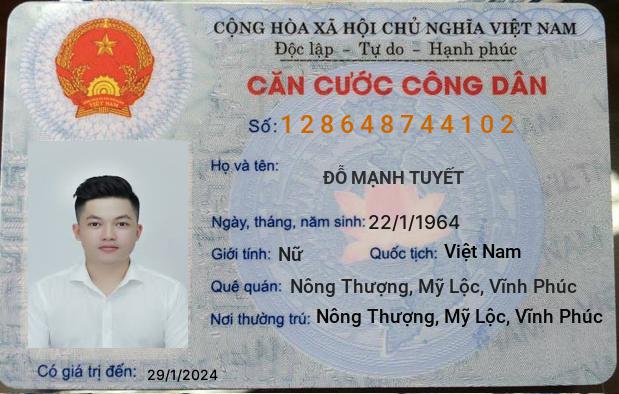 CỘNG HÒA XÃ HỘI CHỦ NGHĨA VIỆT NAM
Độc lập - Tự do - Hạnh phúc
CĂN CƯỚC CÔNG DÂN
Số: 128648744102
Họ và tên:
ĐỖ MẠNH TUYẾT
Ngày, tháng, năm sinh: 22/1/1964
Giới tính: Nữ Quốc tịch: Việt Nam
Quê quán: Nông Thượng, Mỹ Lộc, Vĩnh Phúc
Nơi thường trú: Nông Thượng, Mỹ Lộc, Vĩnh Phúc
Có giá trị đến: 29/1/2024
VIỆT NAM